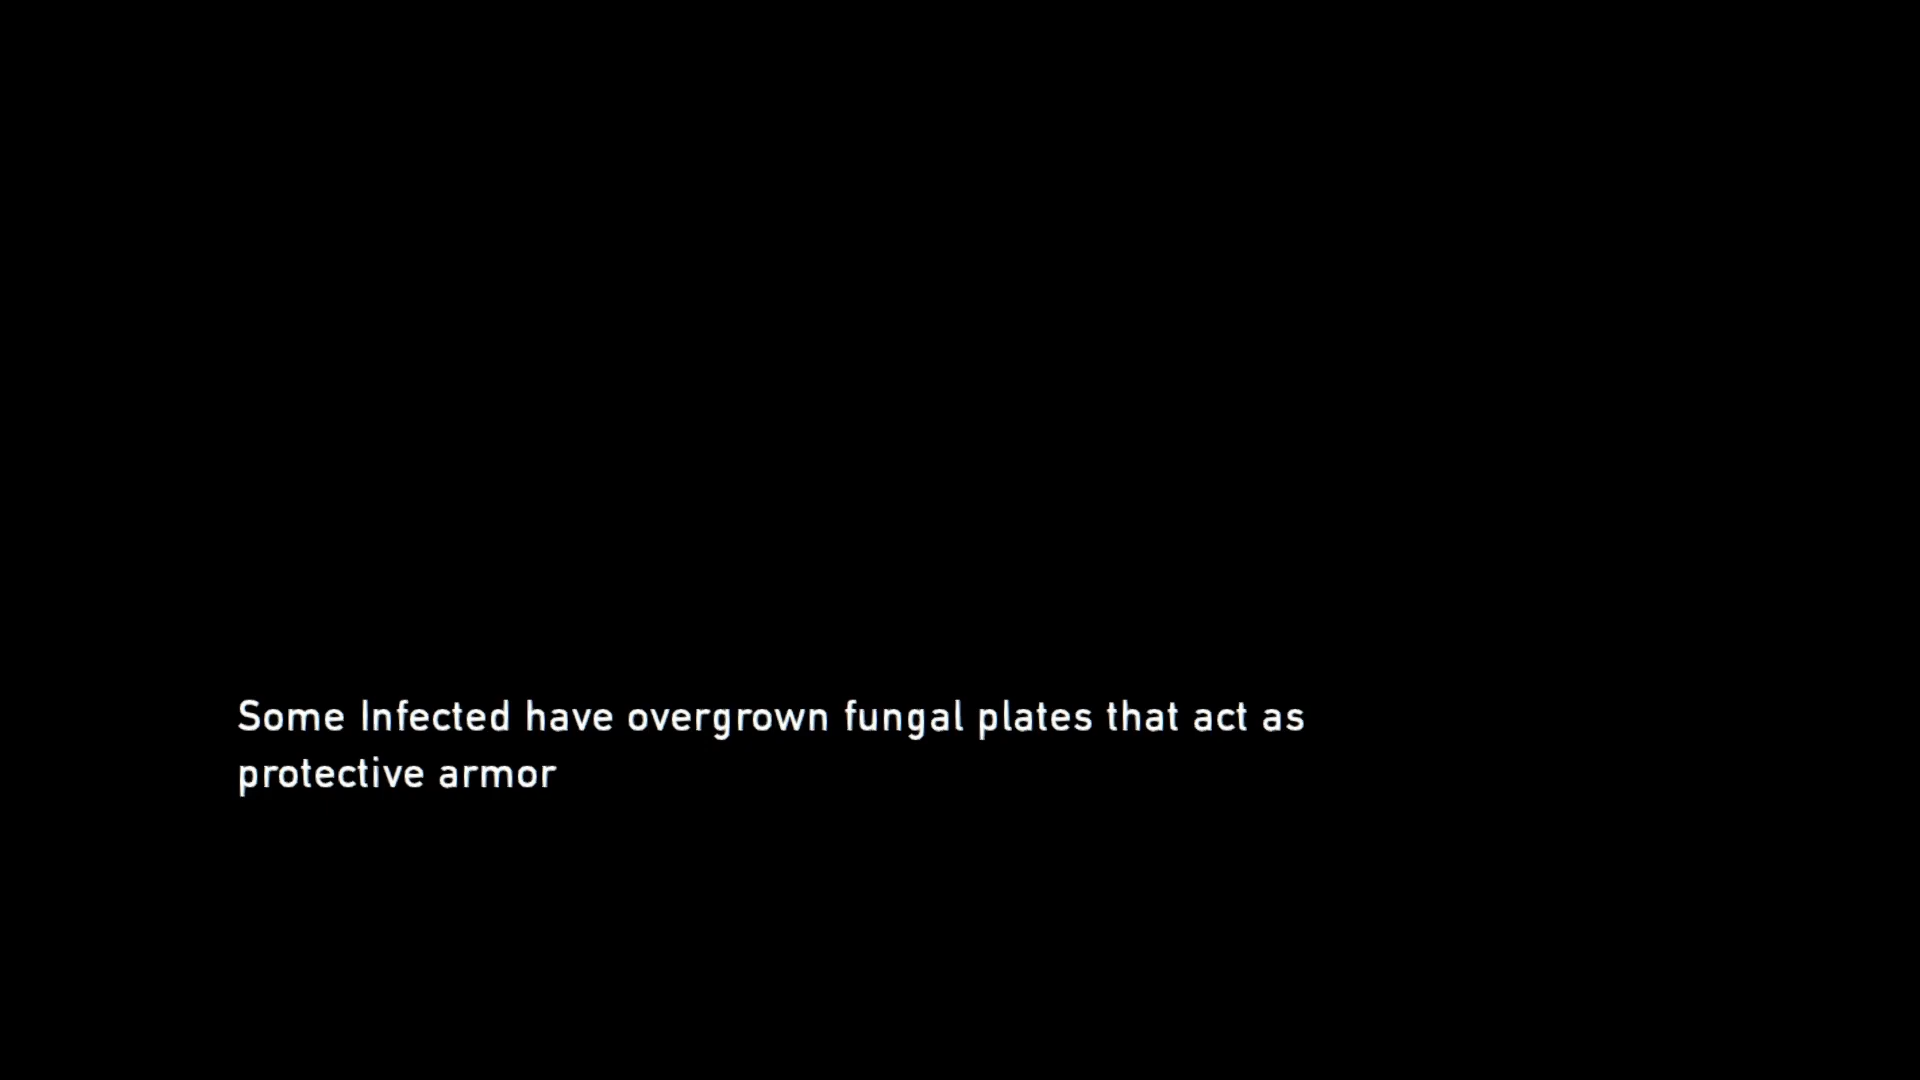 Some Infected have overgrown fungal plates that act as
protective armor